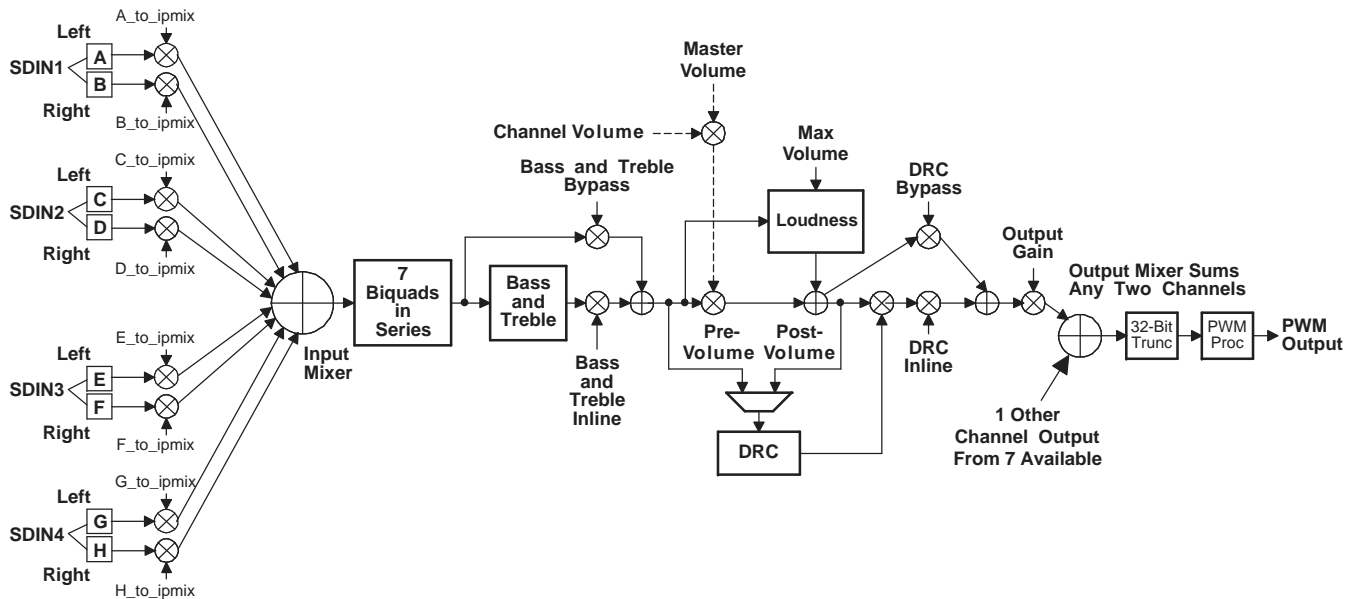 A_to_ipmix
Left
A
SDIN1
B
Right
B_to_ipmix
C_to_ipmix
Left
C
SDIN2
D
Right
D_to_ipmix
E_to_ipmix
Left
E
SDIN3
F
Right
F_to_ipmix
G_to_ipmix
Left
G
SDIN4
H
Right
H_to_ipmix
Input
Mixer
7
Biquads
in
Series
Bass and Treble
Bypass
Bass
and
Treble
Bass
and
Treble
Inline
Master
Volume
Channel Volume
Max
Volume
Loudness
Pre-
Volume
Post-
Volume
DRC
DRC
Bypass
DRC
Inline
Output
Gain
Output Mixer Sums
Any Two Channels
1 Other
Channel Output
From 7 Available
32-Bit
Trunc
PWM
Proc
PWM
Output